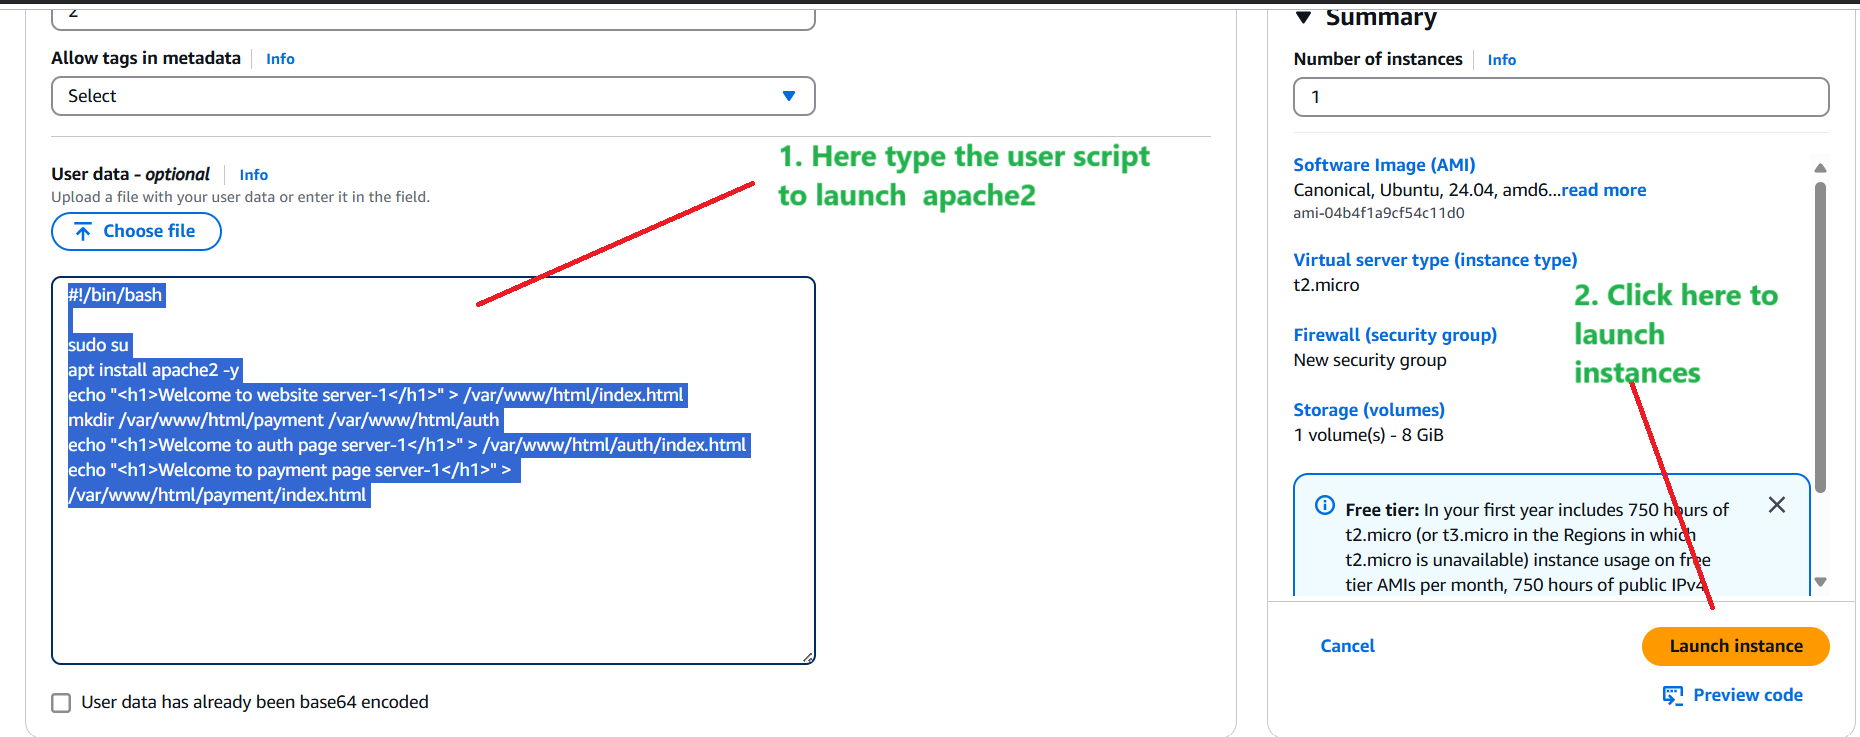 2
Allow tags in metadata Info
Select
User data - optional Info
Upload a file with your user data or enter it in the field.
Choose file
1. Here type the user script
to launch apache2
#!/bin/bash
sudo su
apt install apache2 -y
echo "<h1>Welcome to website server-1</h1>" > /var/www/html/index.html
mkdir /var/www/html/payment /var/www/html/auth
echo "<h1>Welcome to auth page server-1</h1>" > /var/www/html/auth/index.html
echo "<h1>Welcome to payment page server-1</h1>" >
/var/www/html/payment/index.html
User data has already been base64 encoded
Summary
Number of instances Info
1
Software Image (AMI)
Canonical, Ubuntu, 24.04, amd6...read more
ami-04b4f1a9cf54c11d0
Virtual server type (instance type)
t2.micro
2. Click here to
launch
instances
Firewall (security group)
New security group
Storage (volumes)
1 volume(s) - 8 GiB
Free tier: In your first year includes 750 hours of
t2.micro (or t3.micro in the Regions in which
t2.micro is unavailable) instance usage on free
tier AMIs per month, 750 hours of public IPv4
Cancel
Launch instance
Preview code